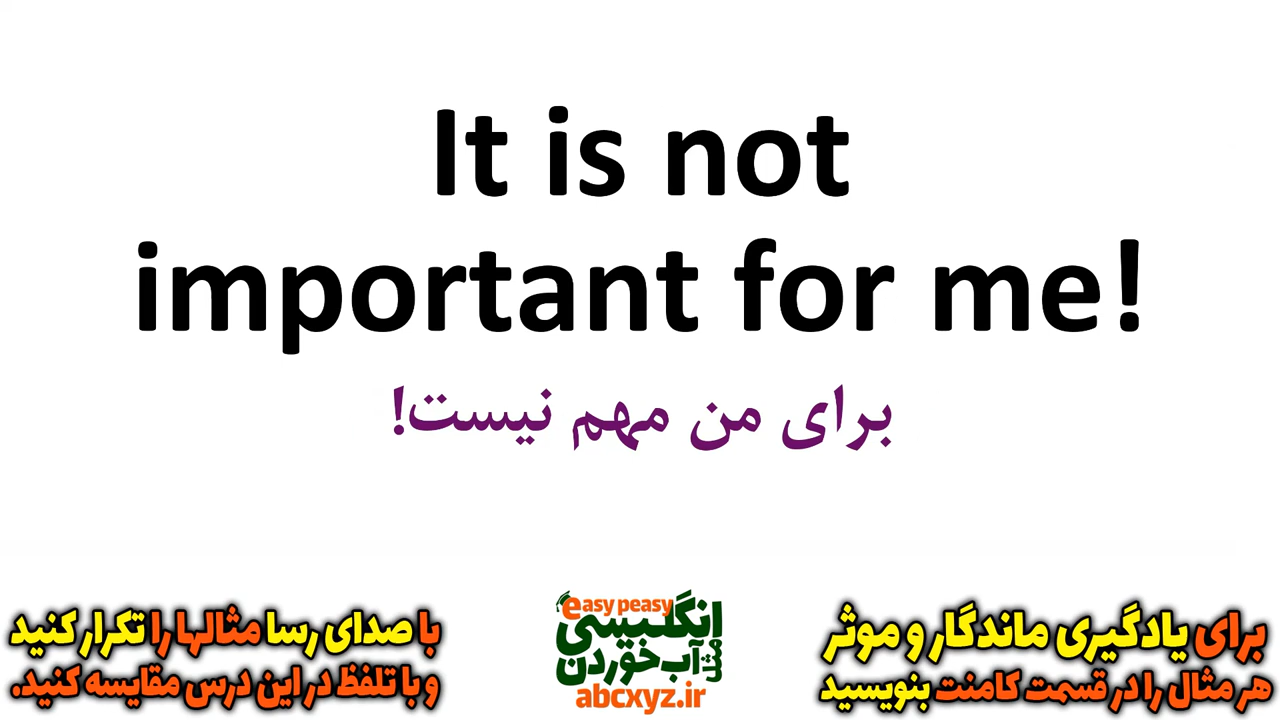 It is not
important for me!
برای من مهم نیست!
با صدای رسا مثالها را تکرار کنید
و با تلفظ در این درس مقایسه کنید.
easy peasy
انگلیسی
مثل آب خوردن
abcxyz.ir
برای یادگیری ماندگار و موثر
هر مثال را در قسمت کامنت بنویسید